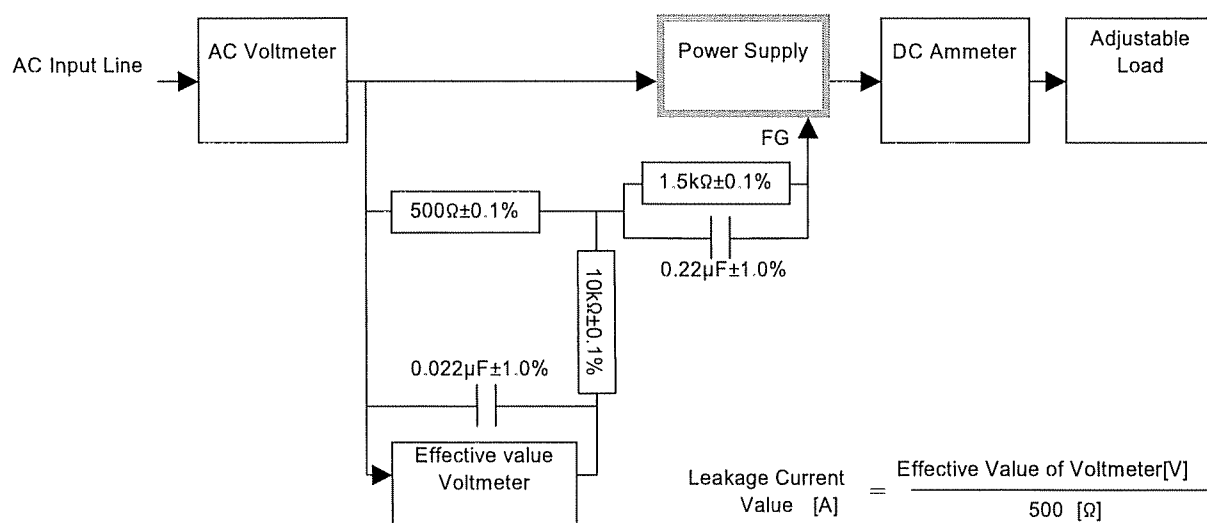 AC Input Line
AC Voltmeter
Power Supply
DC Ammeter
Adjustable
Load
FG
1.5kΩ±0.1%
500Ω±0.1%
0.22µF±1.0%
10kΩ±0.1%
0.022µF±1.0%
Effective value
Voltmeter
Leakage Current
Value [A]
=
Effective Value of Voltmeter[V]
500 [Ω]